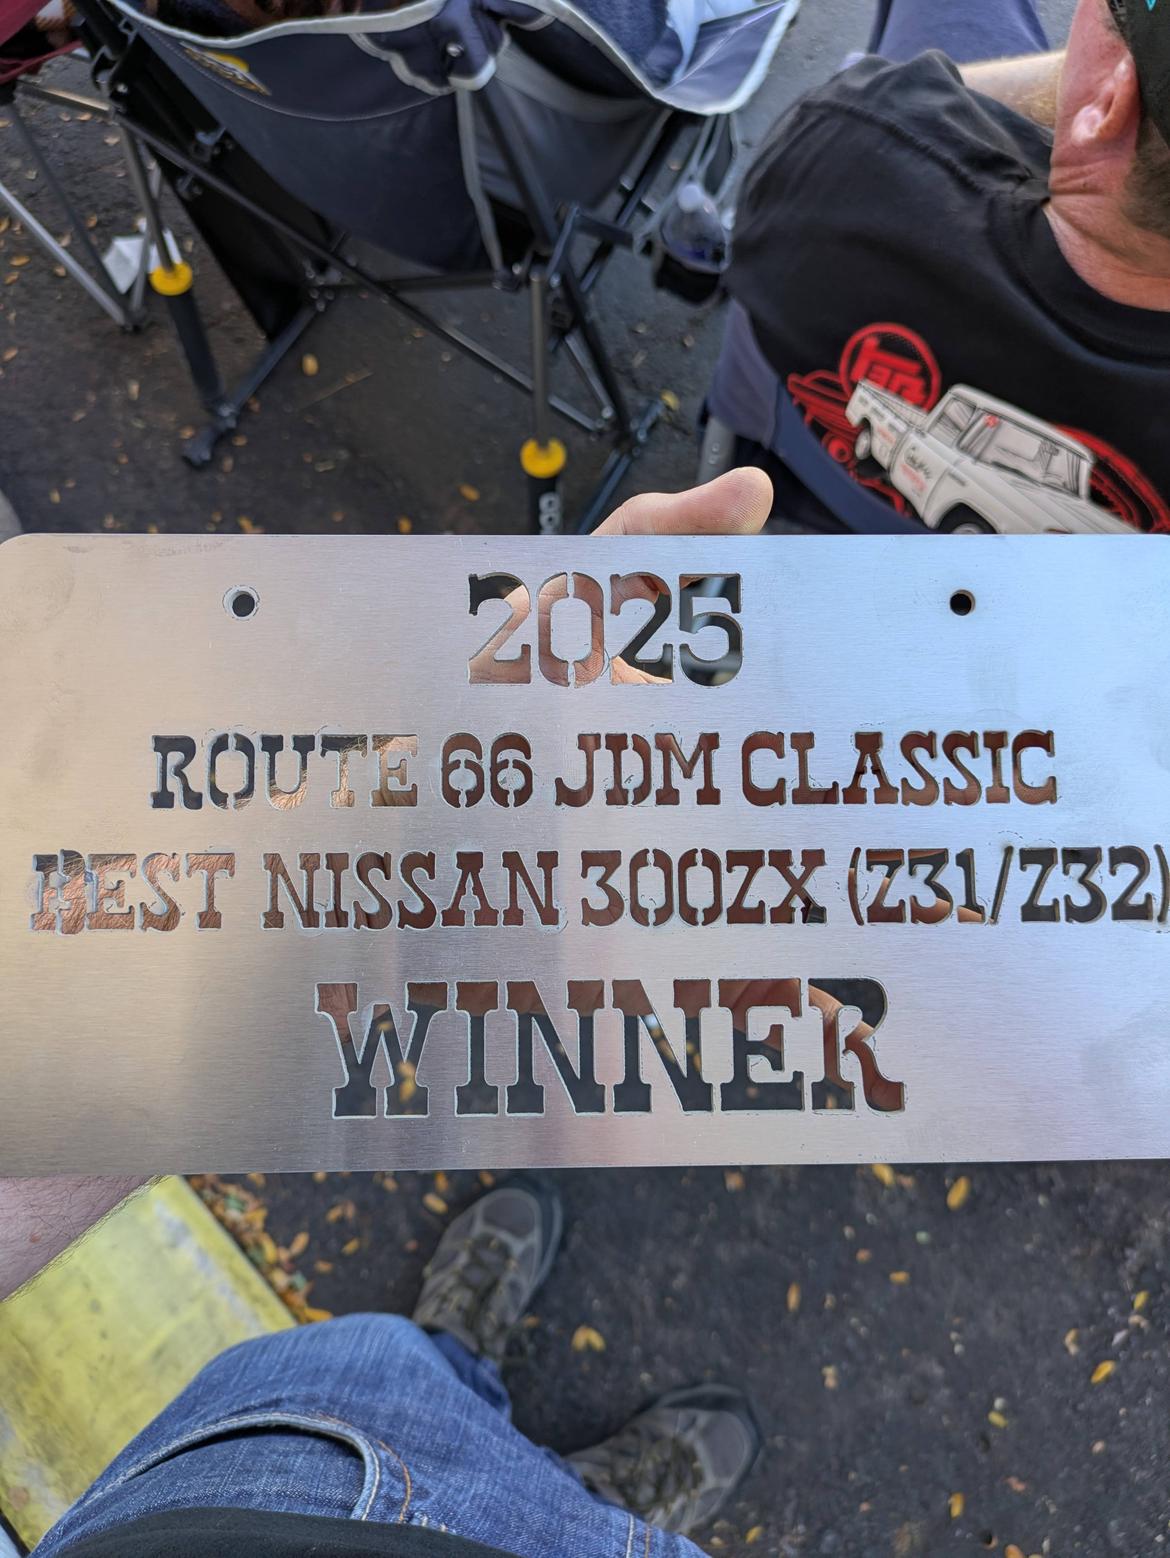 2025
ROUTE 66 JDM CLASSIC
BEST NISSAN 300ZX (Z31/Z32)
WINNER